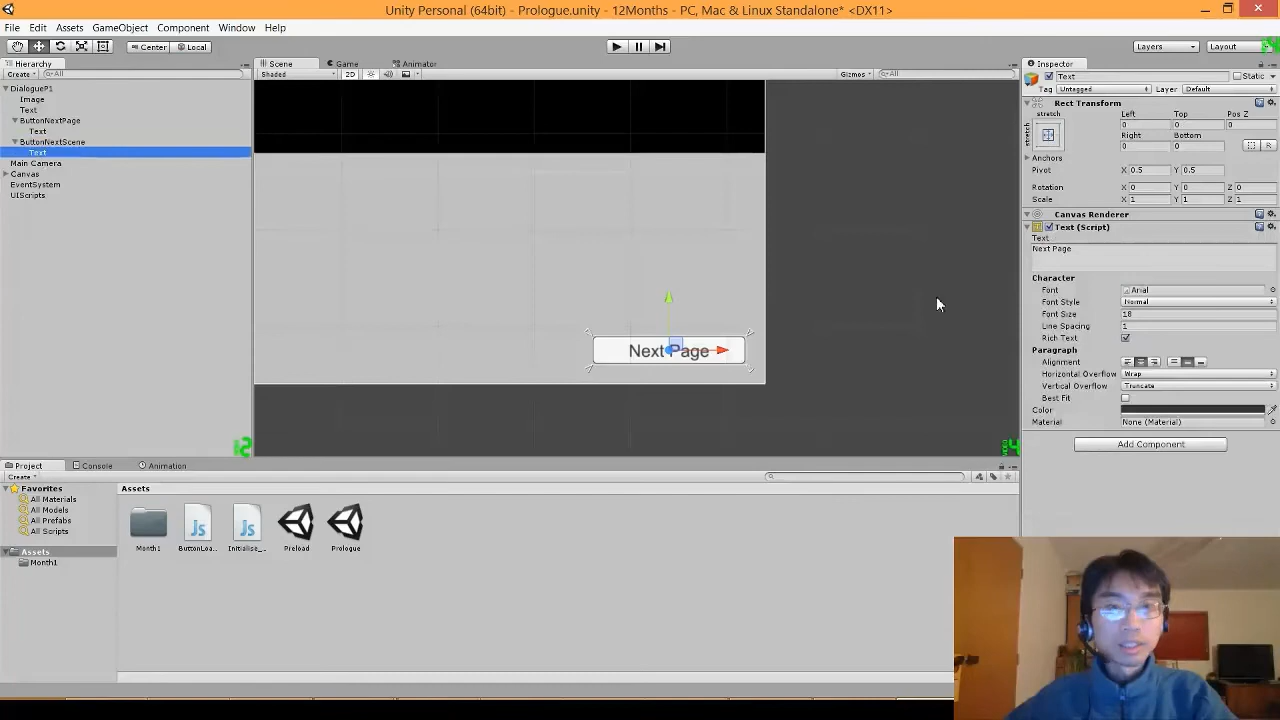 Unity Personal (64bit) - Prologue.unity - 12Months - PC, Mac & Linux Standalone* <DX11>
File Edit Assets GameObject Component Window Help
Center Local Layers Layout
Hierarchy
Create All
DialogueP1
Image
Text
ButtonNextPage
Text
ButtonNextScene
Text
Main Camera
Canvas
EventSystem
UIScripts
Scene Game Animator
Shaded 2D Gizmos All
Next Page
Inspector
Text Static
Tag Untagged Layer Default
Rect Transform
stretch Left Top Pos Z
stretch 0 0 0
Right Bottom
0 0 R
Anchors
Pivot X 0.5 Y 0.5
Rotation X 0 Y 0 Z 0
Scale X 1 Y 1 Z 1
Canvas Renderer
Text (Script)
Text
Next Page
Character
Font Arial
Font Style Normal
Font Size 18
Line Spacing 1
Rich Text
Paragraph
Alignment
Horizontal Overflow Wrap
Vertical Overflow Truncate
Best Fit
Color
Material None (Material)
Add Component
Project Console Animation
Create
Favorites
All Materials
All Models
All Prefabs
All Scripts
Assets
Month1
Assets
Month1 ButtonLoa... Initialise_... Preload Prologue